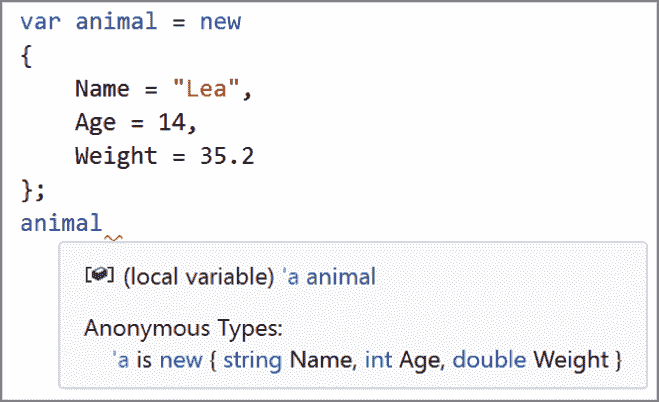 var animal = new
{
    Name = "Lea",
    Age = 14,
    Weight = 35.2
};
animal
(local variable) 'a animal
Anonymous Types:
    'a is new { string Name, int Age, double Weight }